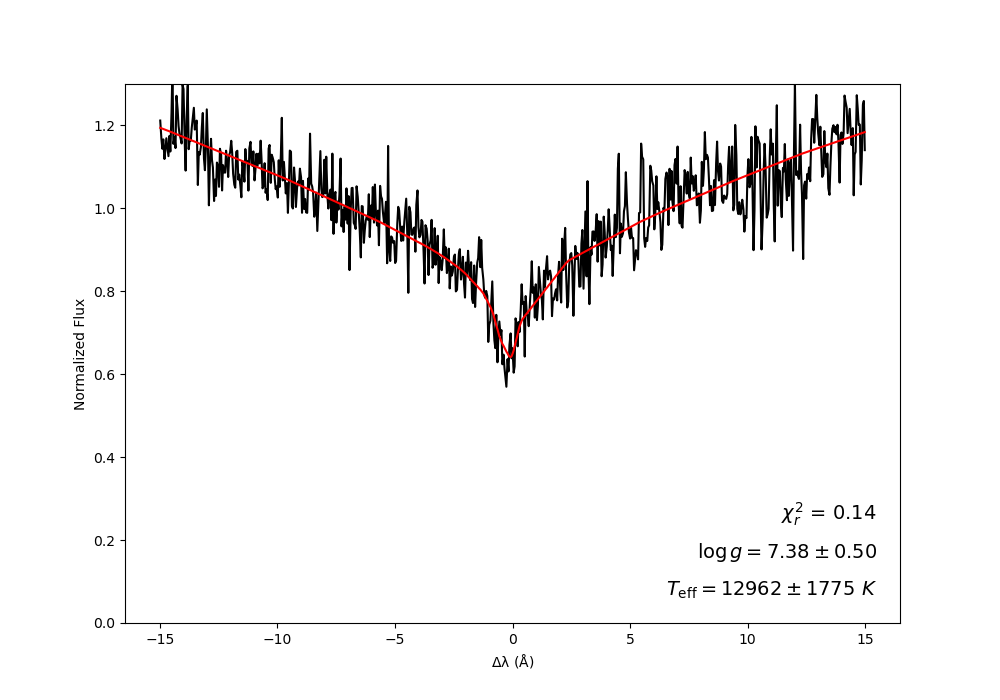 Normalized Flux
1.2
1.0
0.8
0.6
0.4
0.2
0.0
χ²ᵣ = 0.14
log g = 7.38 ± 0.50
T_eff = 12962 ± 1775 K
−15 −10 −5 0 5 10 15
Δλ (Å)